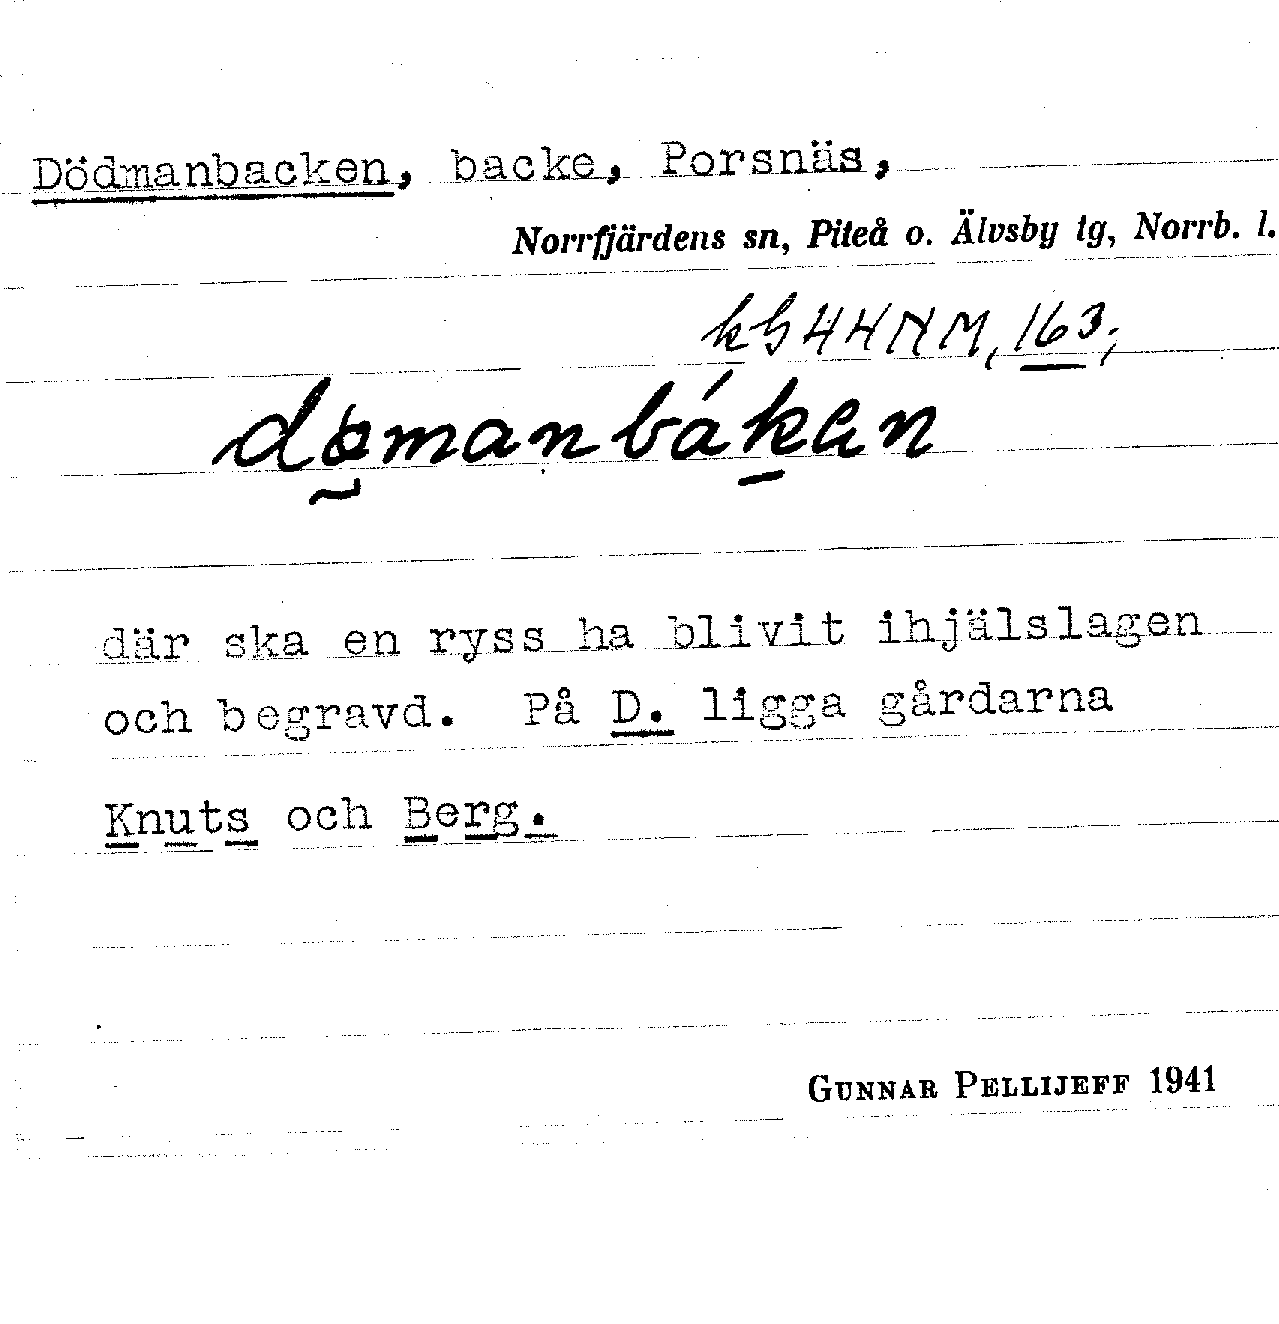 Dödmanbacken, backe, Porsnäs,
Norrfjärdens sn, Piteå o. Älvsby tg, Norrb. l.
163;
dømanbákan
där ska en ryss ha blivit ihjälslagen
och begravd. På D. ligga gårdarna
Knuts och Berg.
GUNNAR PELLIJEFF 1941